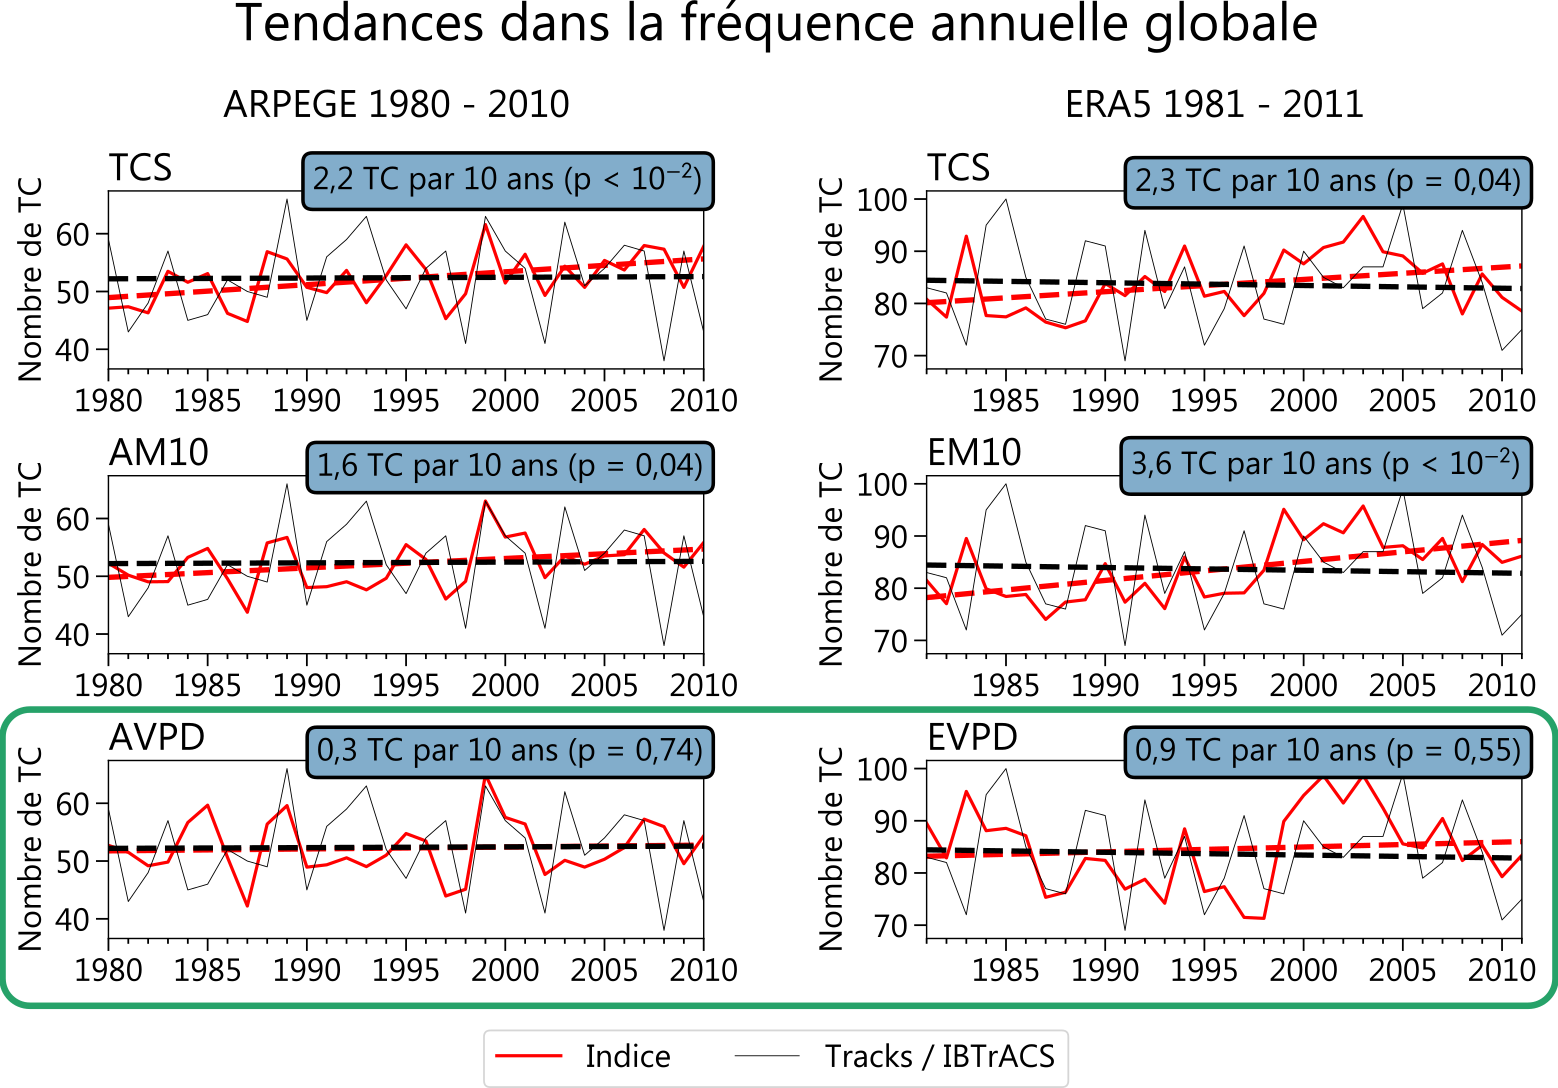 Tendances dans la fréquence annuelle globale
ARPEGE 1980 - 2010
TCS
2,2 TC par 10 ans (p < 10⁻²)
Nombre de TC
60
50
40
1980 1985 1990 1995 2000 2005 2010
AM10
1,6 TC par 10 ans (p = 0,04)
Nombre de TC
60
50
40
1980 1985 1990 1995 2000 2005 2010
AVPD
0,3 TC par 10 ans (p = 0,74)
Nombre de TC
60
50
40
1980 1985 1990 1995 2000 2005 2010
ERA5 1981 - 2011
TCS
2,3 TC par 10 ans (p = 0,04)
Nombre de TC
100
90
80
70
1985 1990 1995 2000 2005 2010
EM10
3,6 TC par 10 ans (p < 10⁻²)
Nombre de TC
100
90
80
70
1985 1990 1995 2000 2005 2010
EVPD
0,9 TC par 10 ans (p = 0,55)
Nombre de TC
100
90
80
70
1985 1990 1995 2000 2005 2010
Indice
Tracks / IBTrACS